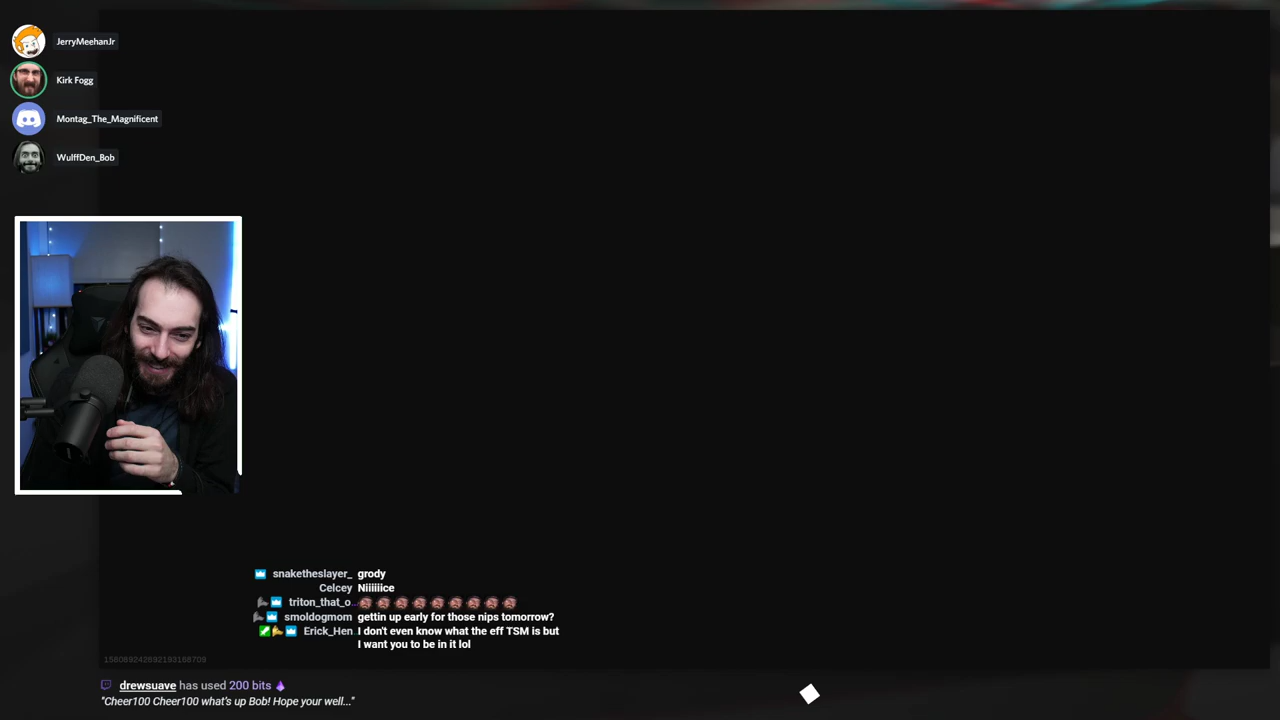 JerryMeehanJr
Kirk Fogg
Montag_The_Magnificent
WulffDen_Bob
snaketheslayer_ grody
Celcey Niiiiiice
triton_that_o...
smoldogmom gettin up early for those nips tomorrow?
Erick_Hen I don't even know what the eff TSM is but
I want you to be in it lol
drewsuave has used 200 bits
"Cheer100 Cheer100 what's up Bob! Hope your well..."